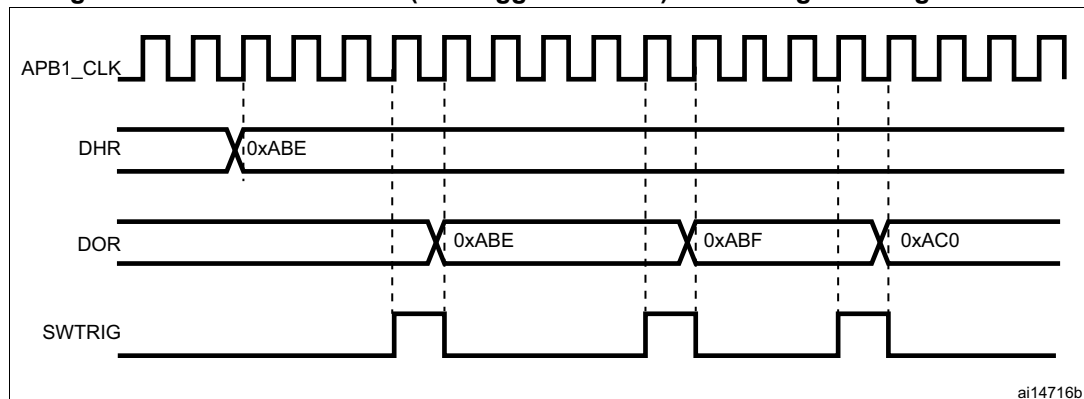 APB1_CLK
DHR
0xABE
DOR
0xABE
0xABF
0xAC0
SWTRIG
ai14716b